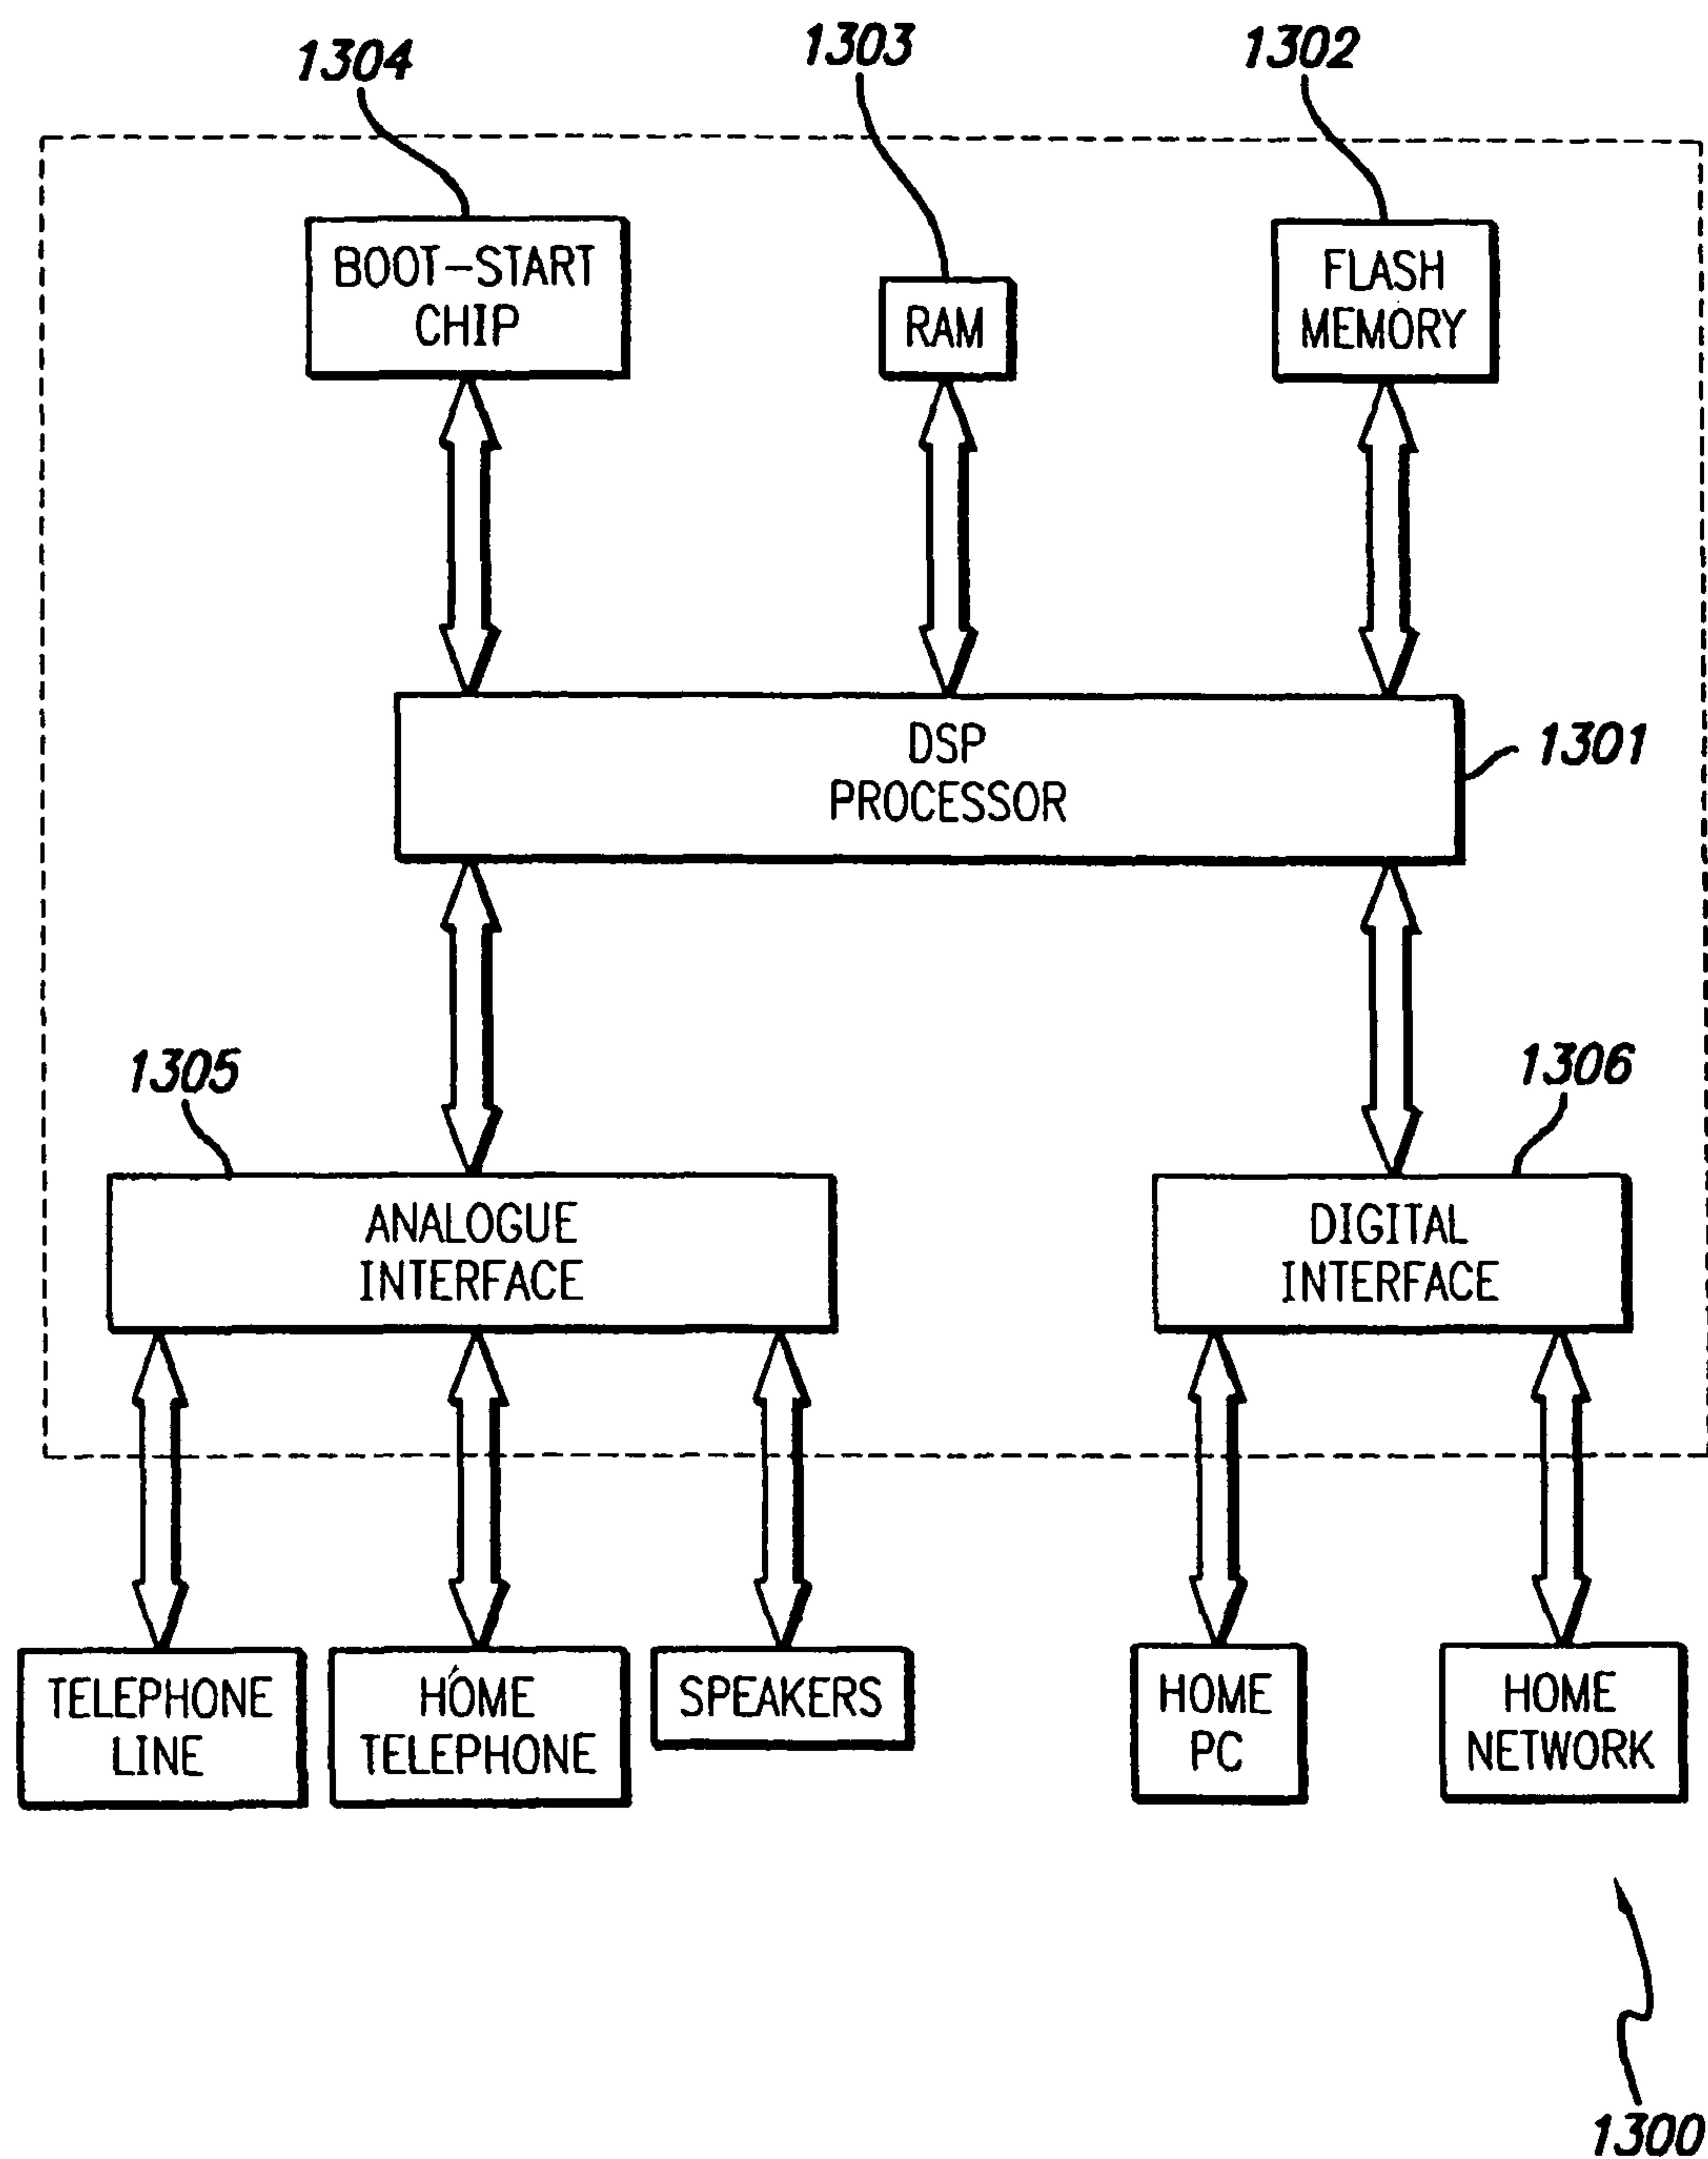 1304
1303
1302
BOOT-START
CHIP
RAM
FLASH
MEMORY
DSP
PROCESSOR
1301
1305
1306
ANALOGUE
INTERFACE
DIGITAL
INTERFACE
TELEPHONE
LINE
HOME
TELEPHONE
SPEAKERS
HOME
PC
HOME
NETWORK
1300